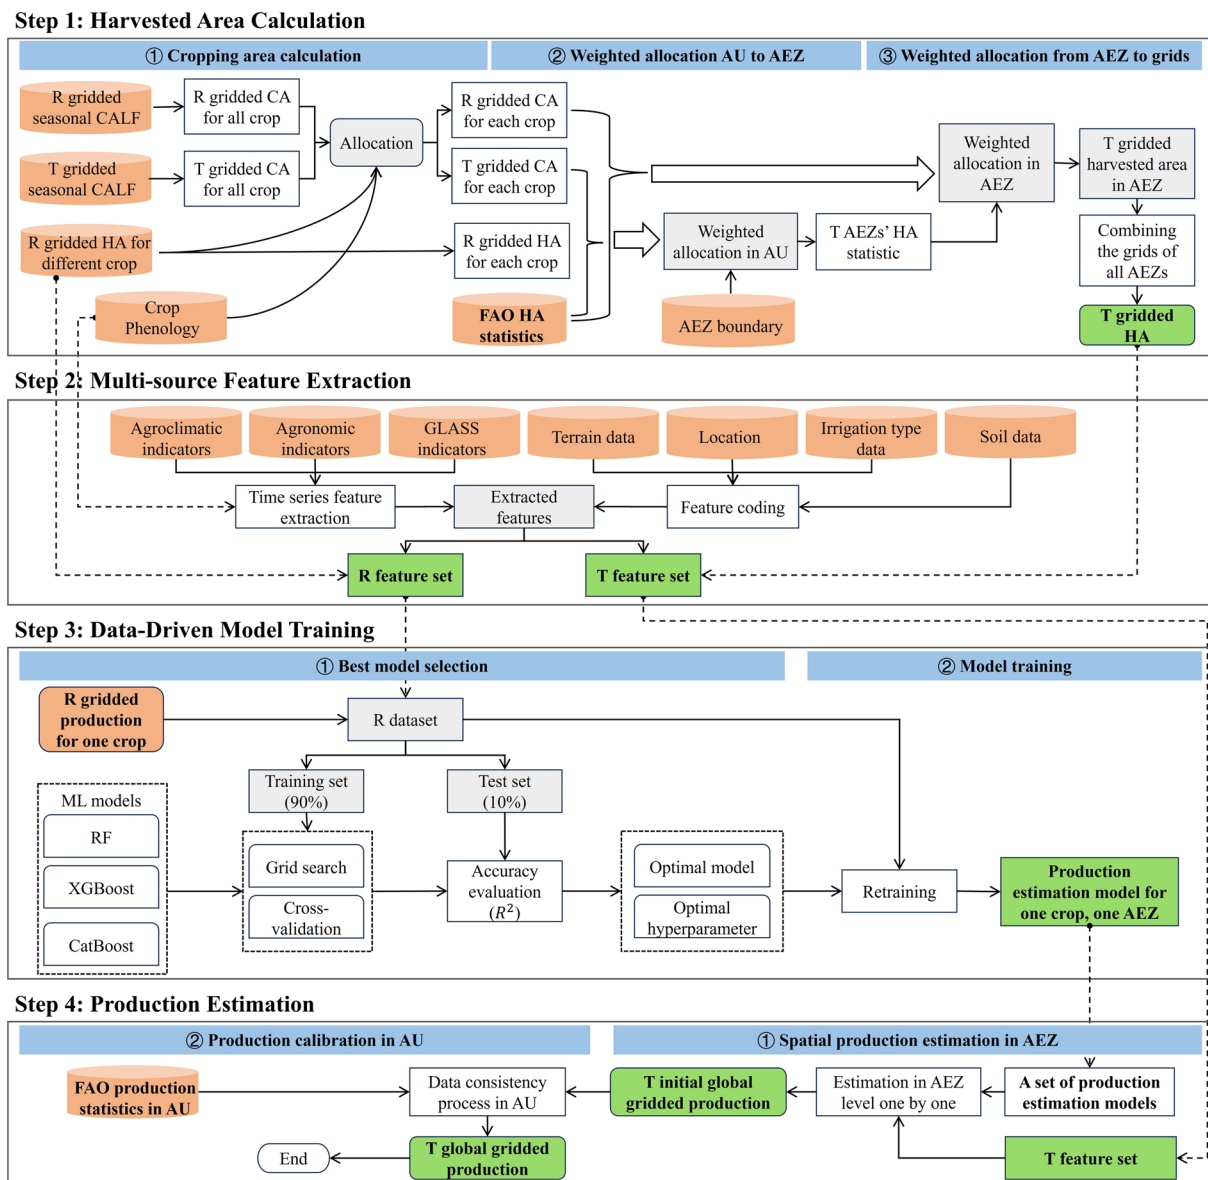 Step 1: Harvested Area Calculation
① Cropping area calculation
② Weighted allocation AU to AEZ
③ Weighted allocation from AEZ to grids
R gridded
seasonal CALF
R gridded CA
for all crop
Allocation
R gridded CA
for each crop
T gridded
seasonal CALF
T gridded CA
for all crop
T gridded CA
for each crop
Weighted
allocation in
AEZ
T gridded
harvested area
in AEZ
R gridded HA for
different crop
R gridded HA
for each crop
Weighted
allocation in AU
T AEZs' HA
statistic
Combining
the grids of
all AEZs
Crop
Phenology
FAO HA
statistics
AEZ boundary
T gridded
HA
Step 2: Multi-source Feature Extraction
Agroclimatic
indicators
Agronomic
indicators
GLASS
indicators
Terrain data
Location
Irrigation type
data
Soil data
Time series feature
extraction
Extracted
features
Feature coding
R feature set
T feature set
Step 3: Data-Driven Model Training
① Best model selection
② Model training
R gridded
production
for one crop
R dataset
Training set
(90%)
Test set
(10%)
ML models
RF
XGBoost
CatBoost
Grid search
Cross-
validation
Accuracy
evaluation
(R²)
Optimal model
Optimal
hyperparameter
Retraining
Production
estimation model for
one crop, one AEZ
Step 4: Production Estimation
② Production calibration in AU
① Spatial production estimation in AEZ
FAO production
statistics in AU
Data consistency
process in AU
T initial global
gridded production
Estimation in AEZ
level one by one
A set of production
estimation models
End
T global gridded
production
T feature set